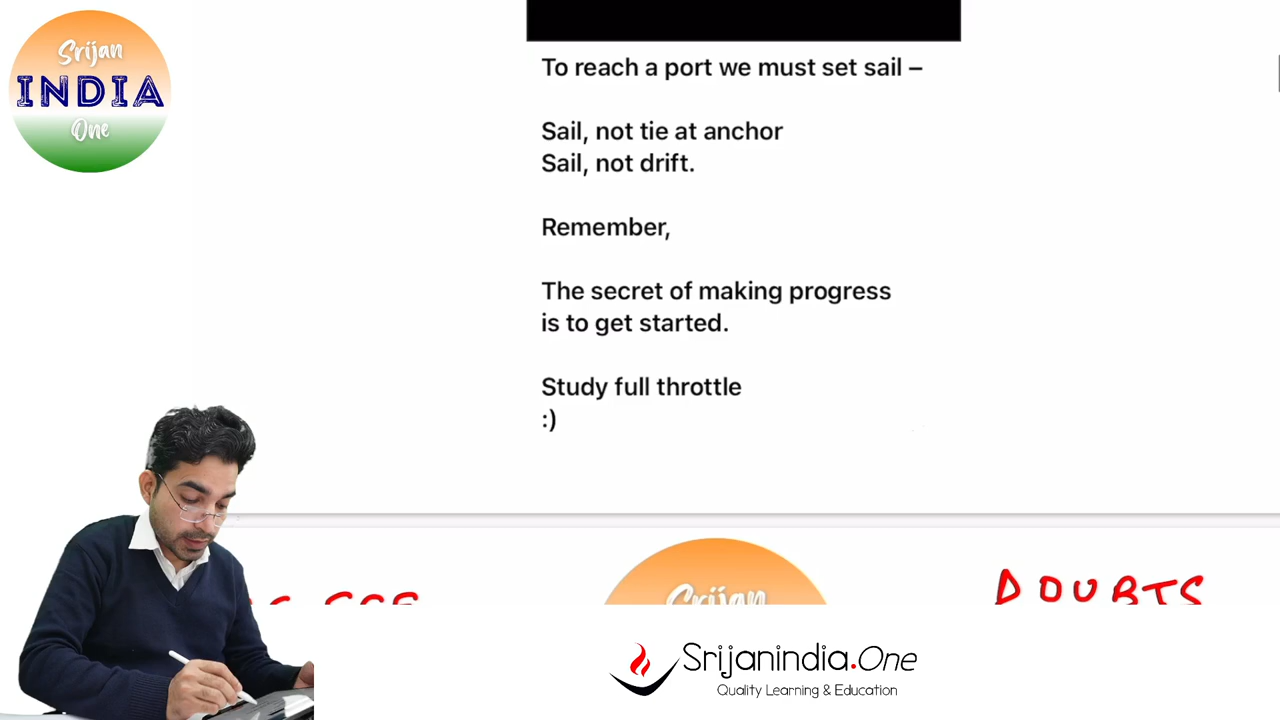 Srijan
INDIA
One
To reach a port we must set sail –
Sail, not tie at anchor
Sail, not drift.
Remember,
The secret of making progress
is to get started.
Study full throttle
:)
Srijan
DOUBTS
Srijanindia.One
Quality Learning & Education